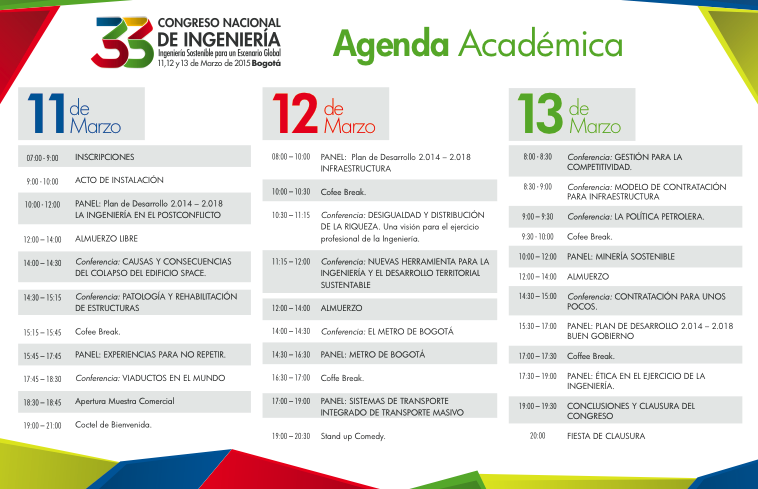 33 CONGRESO NACIONAL
DE INGENIERÍA
Ingeniería Sostenible para un Escenario Global
11,12 y 13 de Marzo de 2015 Bogotá
Agenda Académica
11 de Marzo
07:00 - 9:00 INSCRIPCIONES
9:00 - 10:00 ACTO DE INSTALACIÓN
10:00 - 12:00 PANEL: Plan de Desarrollo 2.014 – 2.018
LA INGENIERÍA EN EL POSTCONFLICTO
12:00 – 14:00 ALMUERZO LIBRE
14:00 – 14:30 Conferencia: CAUSAS Y CONSECUENCIAS
DEL COLAPSO DEL EDIFICIO SPACE.
14:30 – 15:15 Conferencia: PATOLOGÍA Y REHABILITACIÓN
DE ESTRUCTURAS
15:15 – 15:45 Cofee Break.
15:45 – 17:45 PANEL: EXPERIENCIAS PARA NO REPETIR.
17:45 – 18:30 Conferencia: VIADUCTOS EN EL MUNDO
18:30 – 18:45 Apertura Muestra Comercial
19:00 – 21:00 Coctel de Bienvenida.
12 de Marzo
08:00 – 10:00 PANEL: Plan de Desarrollo 2.014 – 2.018
INFRAESTRUCTURA
10:00 – 10:30 Cofee Break.
10:30 – 11:15 Conferencia: DESIGUALDAD Y DISTRIBUCIÓN
DE LA RIQUEZA. Una visión para el ejercicio
profesional de la Ingeniería.
11:15 – 12:00 Conferencia: NUEVAS HERRAMIENTA PARA LA
INGENIERÍA Y EL DESARROLLO TERRITORIAL
SUSTENTABLE
12:00 – 14:00 ALMUERZO
14:00 – 14:30 Conferencia: EL METRO DE BOGOTÁ
14:30 – 16:30 PANEL: METRO DE BOGOTÁ
16:30 – 17:00 Coffe Break.
17:00 – 19:00 PANEL: SISTEMAS DE TRANSPORTE
INTEGRADO DE TRANSPORTE MASIVO
19:00 – 20:30 Stand up Comedy.
13 de Marzo
8:00 - 8:30 Conferencia: GESTIÓN PARA LA
COMPETITIVIDAD.
8:30 - 9:00 Conferencia: MODELO DE CONTRATACIÓN
PARA INFRAESTRUCTURA
9:00 – 9:30 Conferencia: LA POLÍTICA PETROLERA.
9:30 - 10:00 Cofee Break.
10:00 – 12:00 PANEL: MINERÍA SOSTENIBLE
12:00 – 14:00 ALMUERZO
14:30 – 15:00 Conferencia: CONTRATACIÓN PARA UNOS
POCOS.
15:30 – 17:00 PANEL: PLAN DE DESARROLLO 2.014 – 2.018
BUEN GOBIERNO
17:00 – 17:30 Coffee Break.
17:30 – 19:00 PANEL: ÉTICA EN EL EJERCICIO DE LA
INGENIERÍA.
19:00 – 19:30 CONCLUSIONES Y CLAUSURA DEL
CONGRESO
20:00 FIESTA DE CLAUSURA